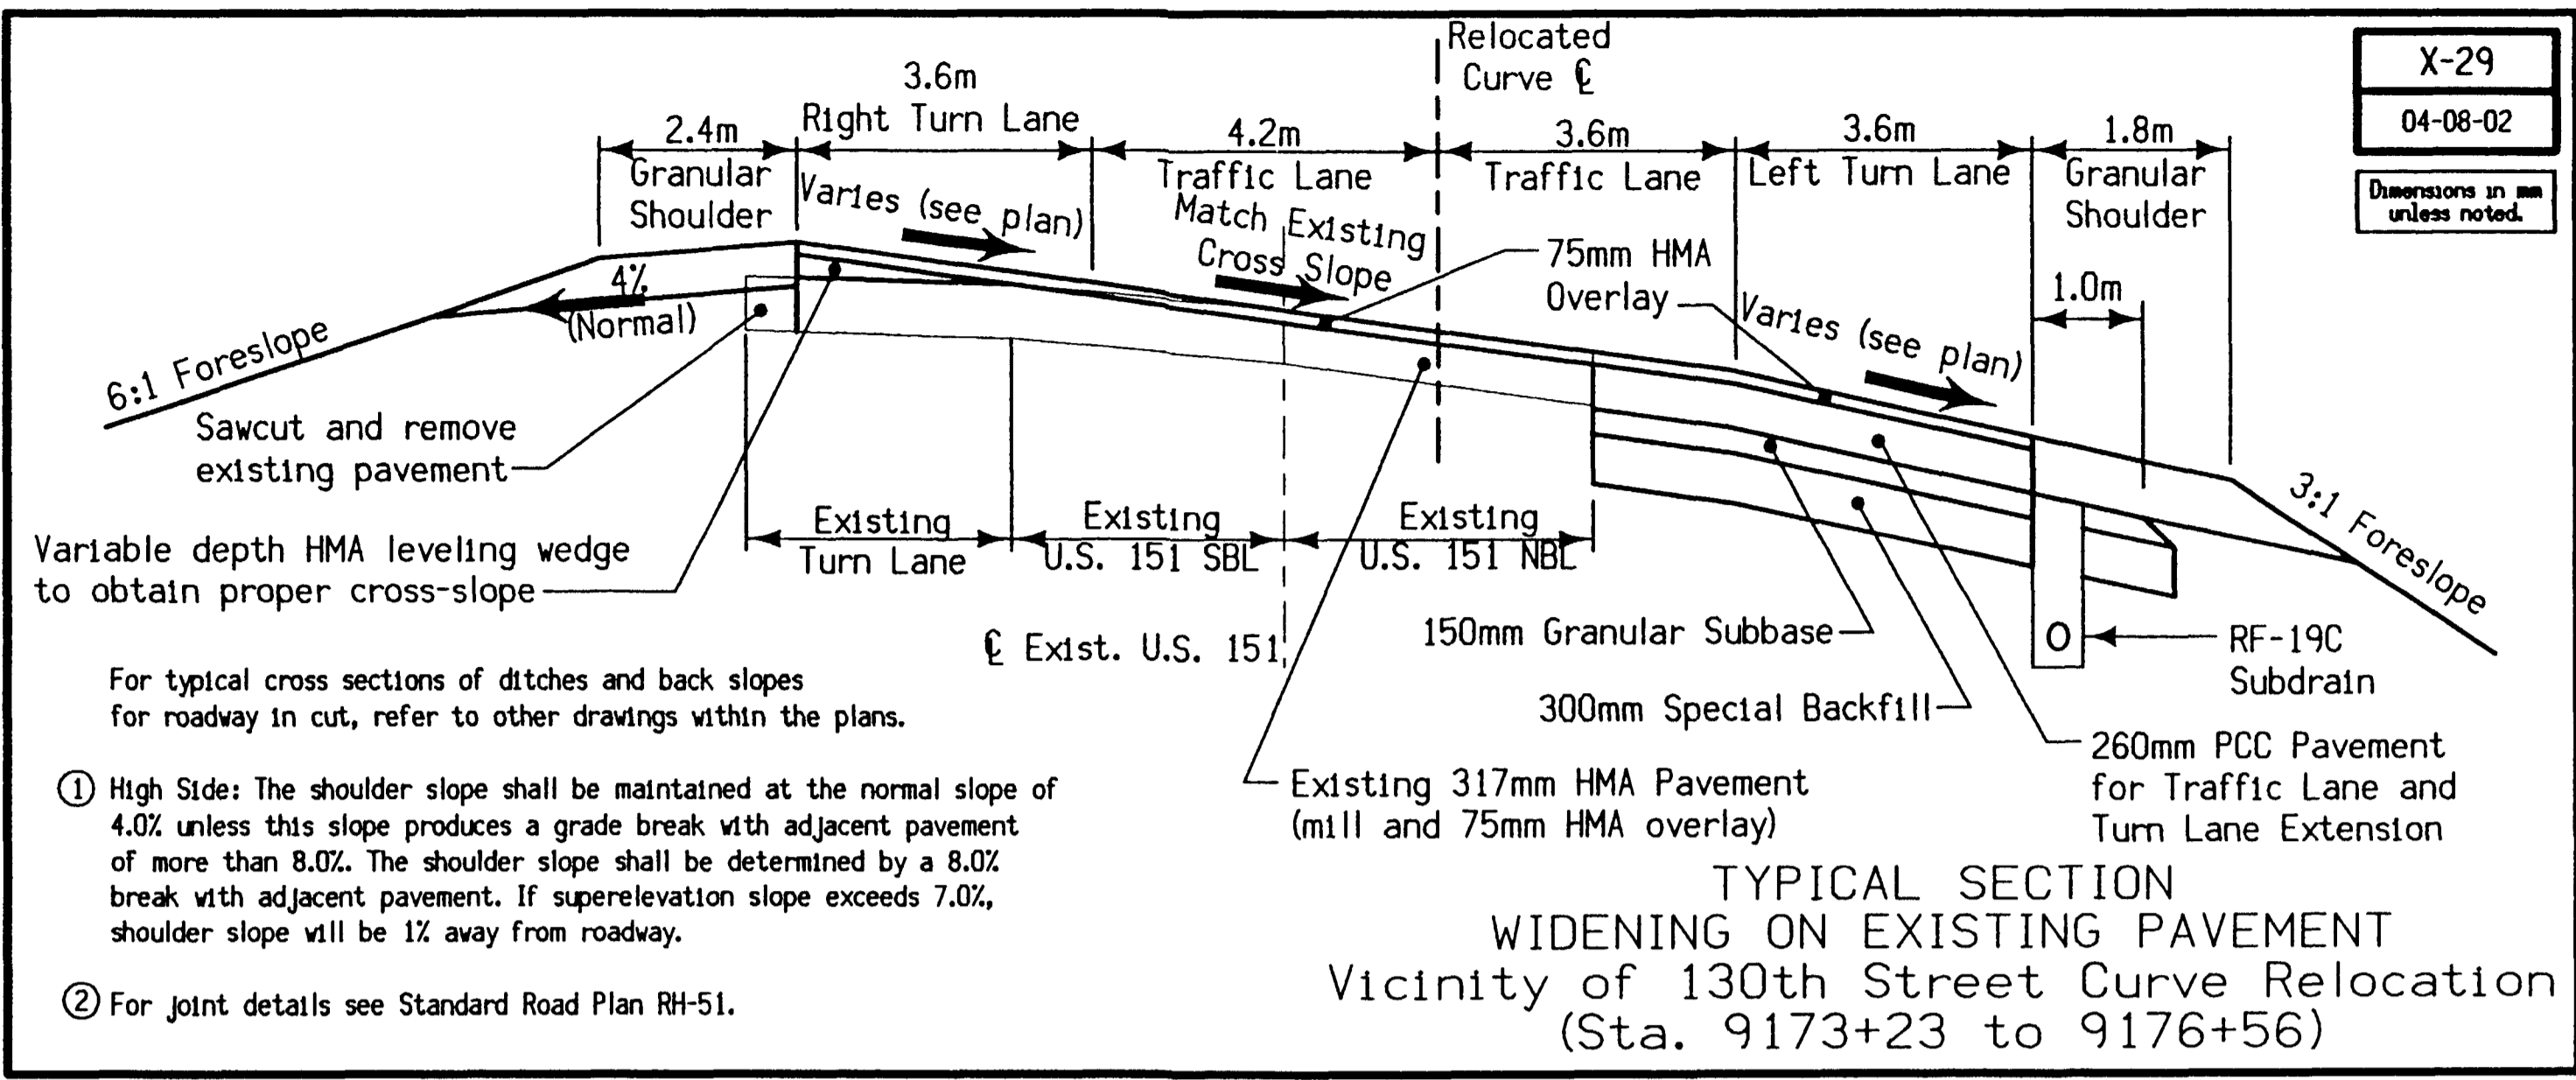 Relocated
Curve ℄
X-29
04-08-02
Dimensions in mm
unless noted.
3.6m
Right Turn Lane
2.4m
Granular
Shoulder
4.2m
Traffic Lane
3.6m
Traffic Lane
3.6m
Left Turn Lane
1.8m
Granular
Shoulder
Varies (see plan)
Match Existing
Cross Slope
75mm HMA
Overlay
Varies (see plan)
1.0m
4%
(Normal)
6:1 Foreslope
3:1 Foreslope
Sawcut and remove
existing pavement
Variable depth HMA leveling wedge
to obtain proper cross-slope
Existing
Turn Lane
Existing
U.S. 151 SBL
Existing
U.S. 151 NBL
℄ Exist. U.S. 151
150mm Granular Subbase
300mm Special Backfill
RF-19C
Subdrain
260mm PCC Pavement
for Traffic Lane and
Turn Lane Extension
Existing 317mm HMA Pavement
(mill and 75mm HMA overlay)
For typical cross sections of ditches and back slopes
for roadway in cut, refer to other drawings within the plans.
① High Side: The shoulder slope shall be maintained at the normal slope of
4.0% unless this slope produces a grade break with adjacent pavement
of more than 8.0%. The shoulder slope shall be determined by a 8.0%
break with adjacent pavement. If superelevation slope exceeds 7.0%,
shoulder slope will be 1% away from roadway.
② For joint details see Standard Road Plan RH-51.
TYPICAL SECTION
WIDENING ON EXISTING PAVEMENT
Vicinity of 130th Street Curve Relocation
(Sta. 9173+23 to 9176+56)